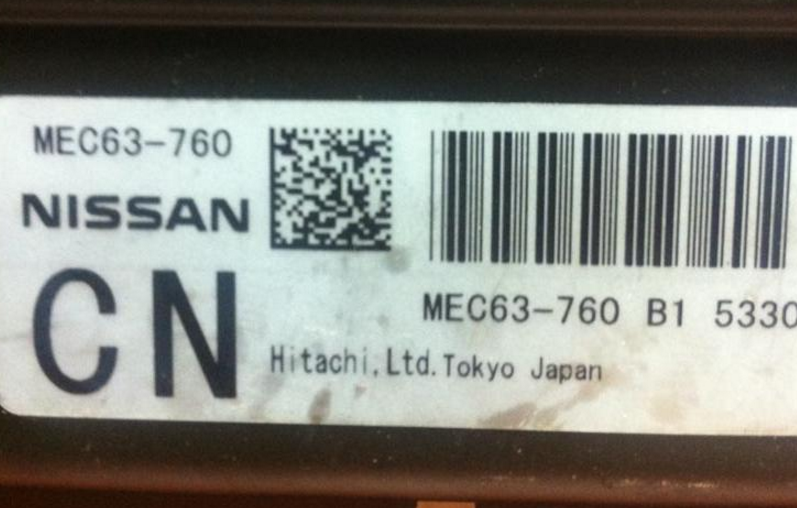 MEC63-760
NISSAN
CN
MEC63-760 B1 5330
Hitachi,Ltd.Tokyo Japan